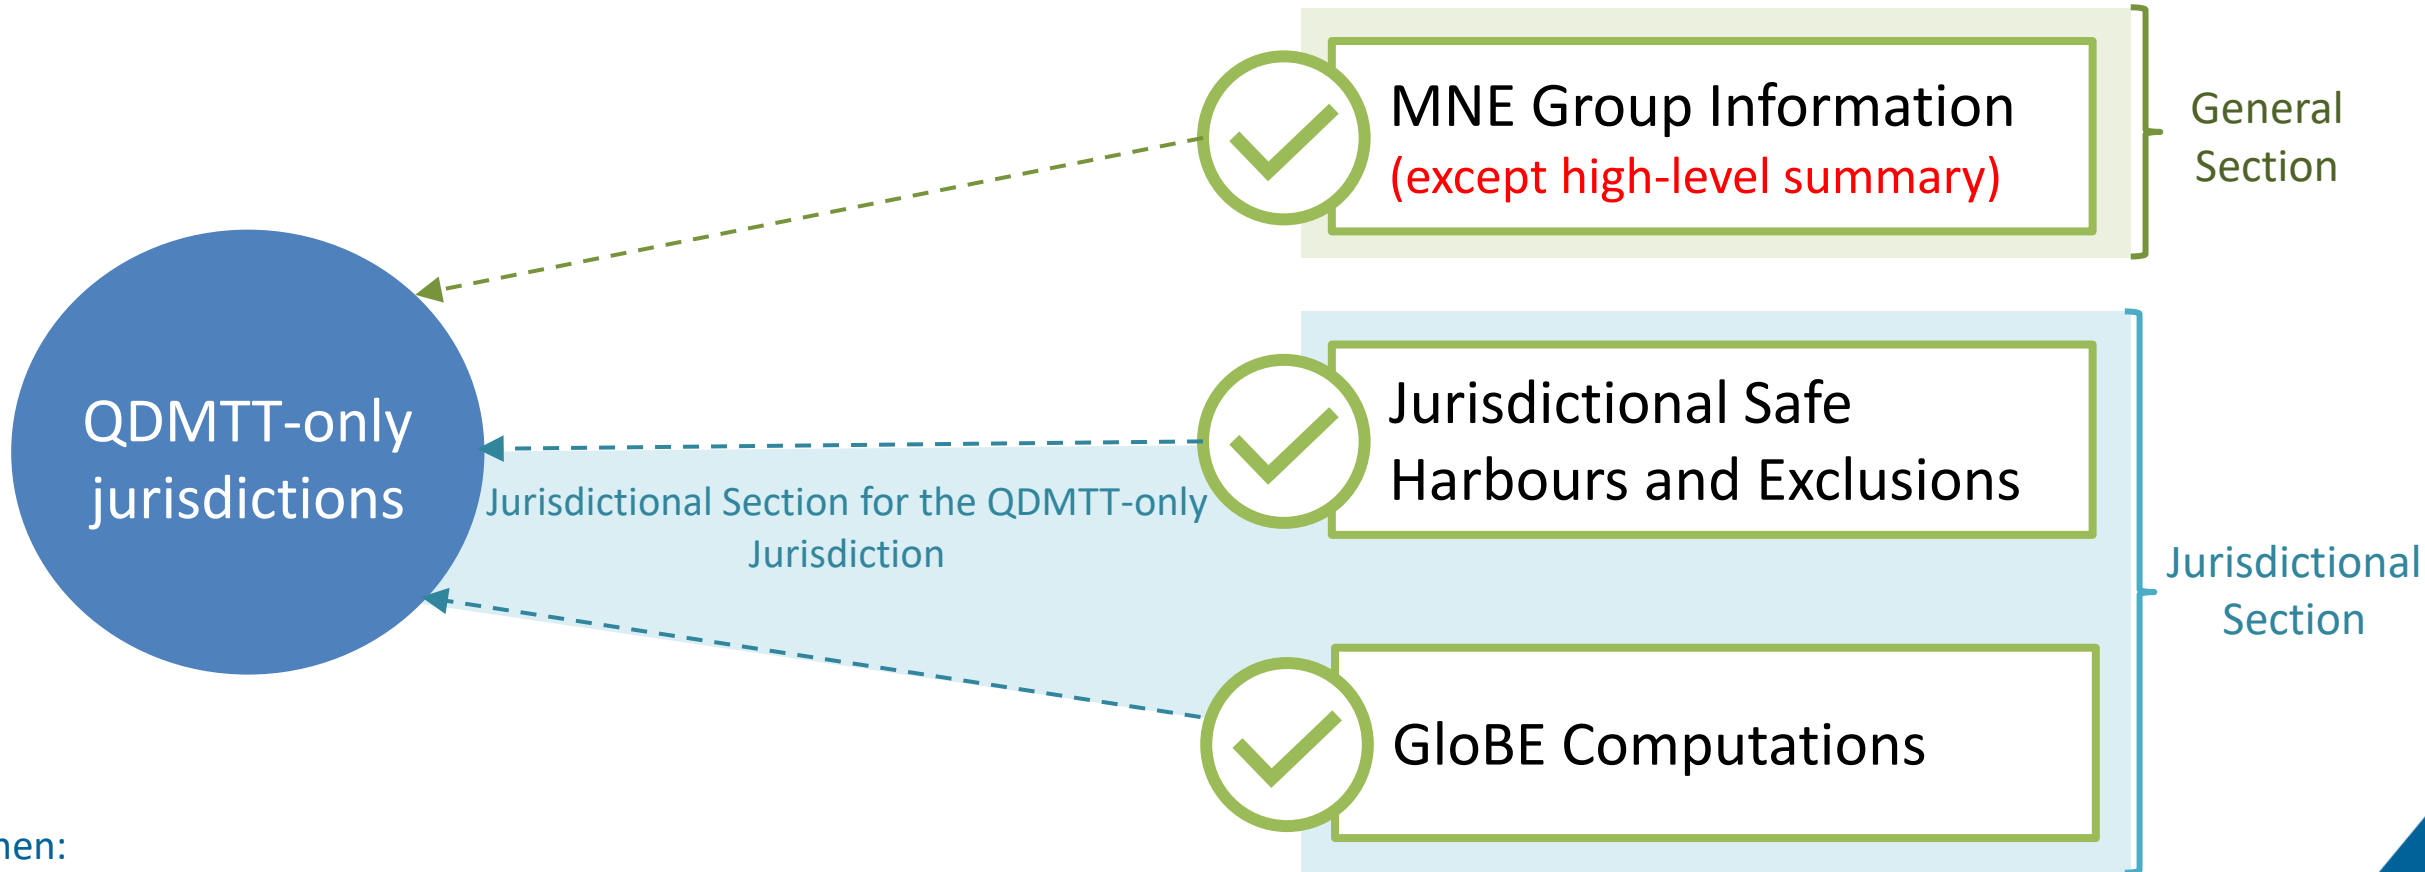 MNE Group Information
(except high-level summary)
General
Section
QDMTT-only
jurisdictions
Jurisdictional Section for the QDMTT-only
Jurisdiction
Jurisdictional Safe
Harbours and Exclusions
Jurisdictional
Section
GloBE Computations